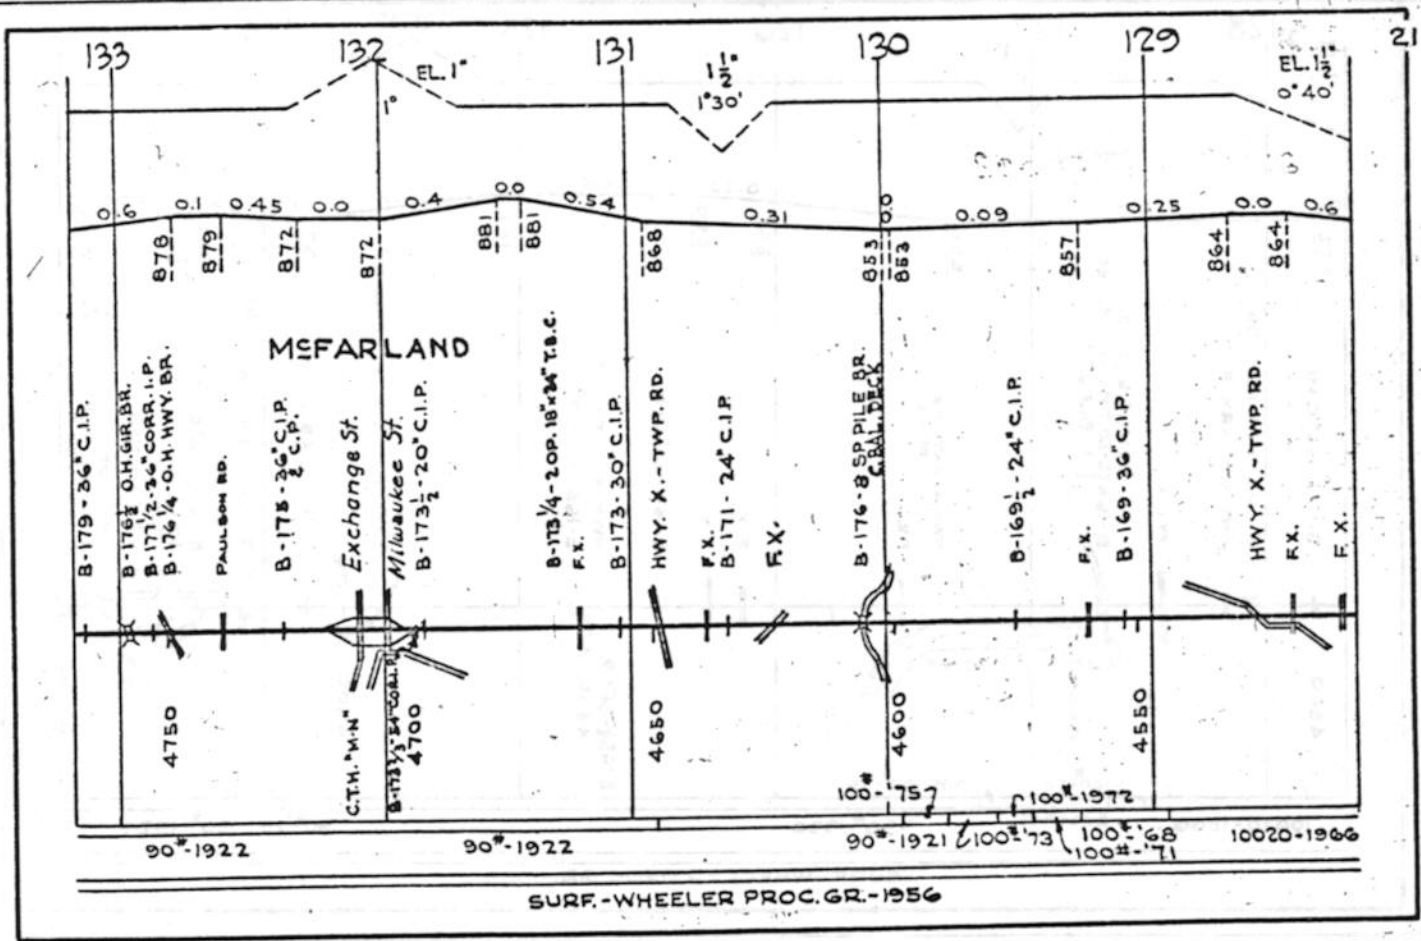 133
132
131
130
129
21
EL. 1"
1°
1½"
1°30'
EL. 1½"
0°40'
0.6
0.1
0.45
0.0
0.4
0.0
0.54
0.31
0.0
0.09
0.25
0.0
0.6
878
879
872
872
881
881
868
853
853
857
864
864
McFARLAND
B-179-36" C.I.P.
B-176½ O.H.GIR.BR.
B-177½-36" CORR. I.P.
B-176¼-O.H. HWY. BR.
PAULSON RD.
B-175-36" C.I.P.
½ C.P.
Exchange St.
Milwaukee St.
B-173½-20" C.I.P.
B-173¼-2OP. 18"x24" T.B.C.
F.X.
B-173-30" C.I.P.
HWY. X.-TWP. RD.
F.X.
B-171-24" C.I.P.
F.X.
B-176-8 SP PILE BR.
C. BAL. DECK
B-169½-24" C.I.P.
F.X.
B-169-36" C.I.P.
HWY. X.-TWP. RD.
F.X.
F.X.
4750
C.T.H. "M-N"
4700
4650
4600
4550
100#-'75
100#-1972
90#-1922
90#-1922
90#-1921
100#-'73
100#-'68
100#-'71
10020-1966
SURF.-WHEELER PROC.GR.-1956